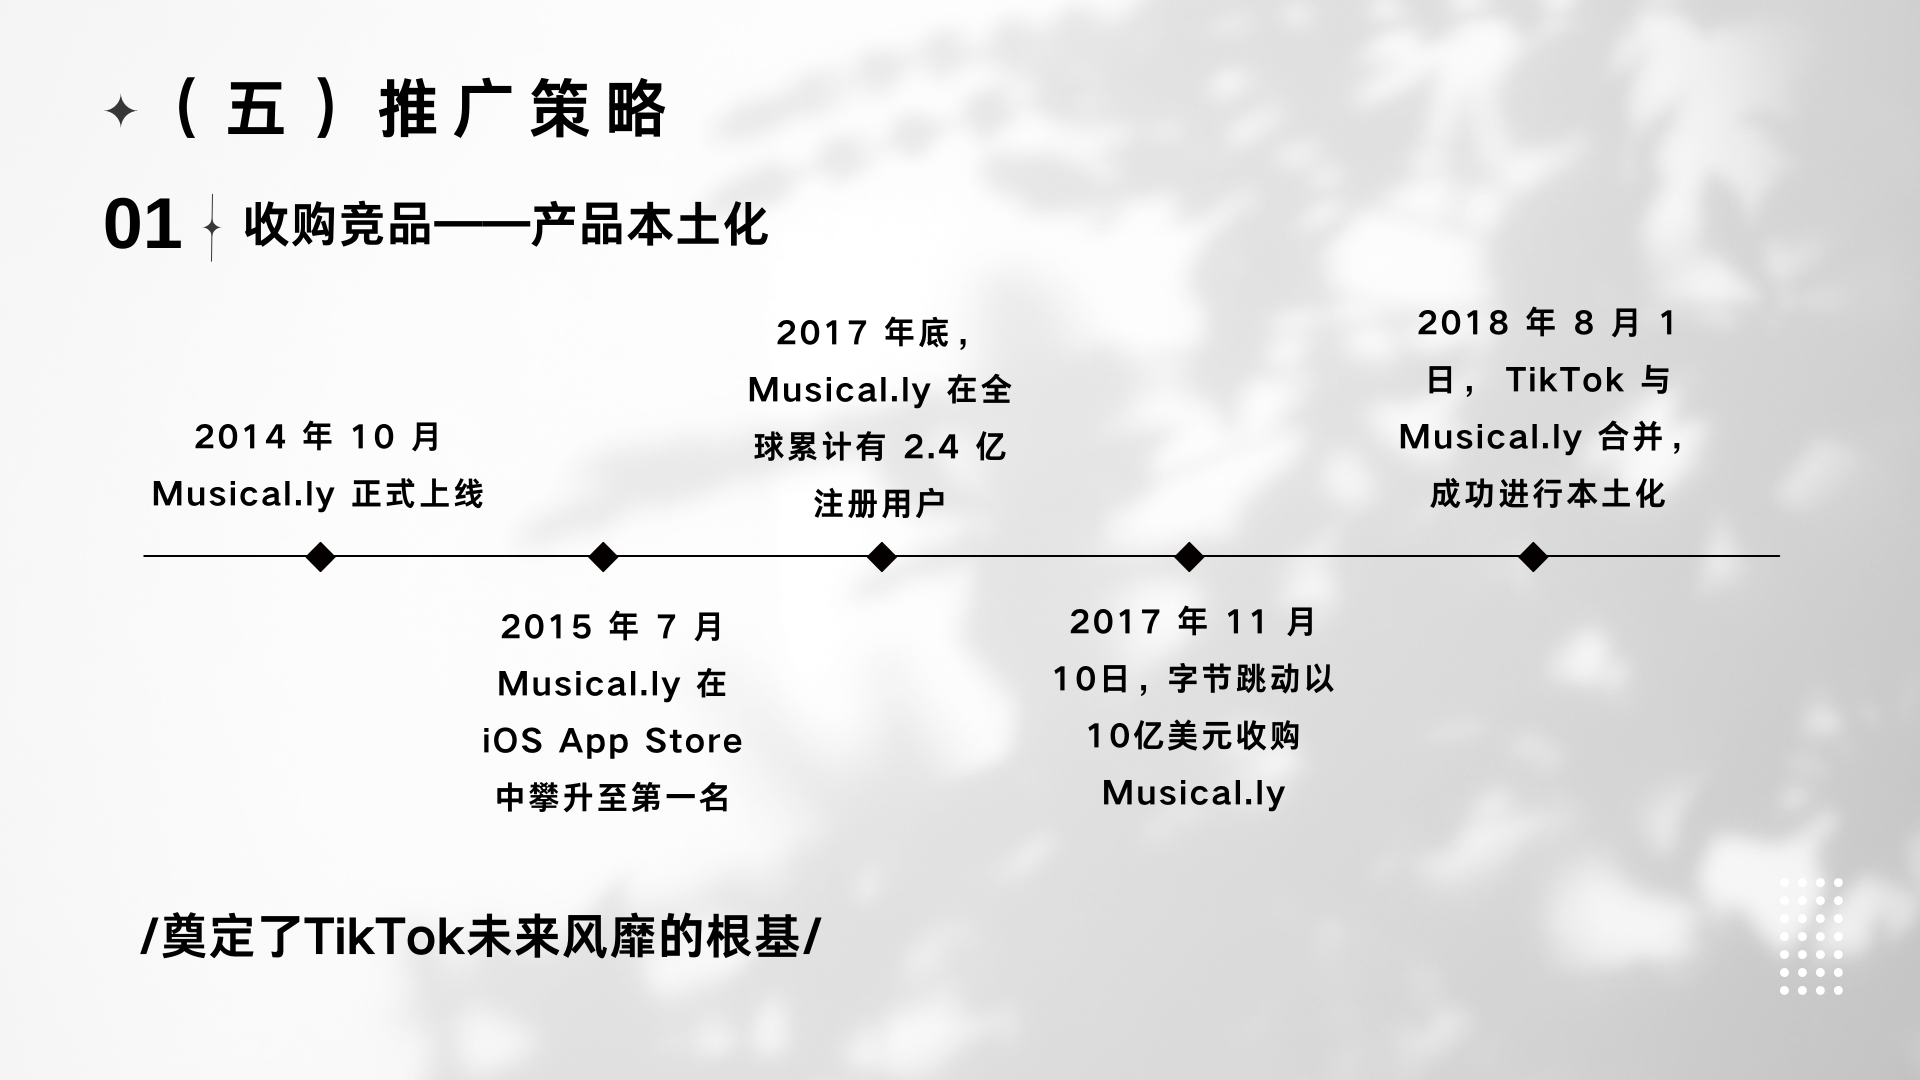 （五）推广策略
01
收购竞品——产品本土化
2014 年 10 月
Musical.ly 正式上线
2015 年 7 月
Musical.ly 在
iOS App Store
中攀升至第一名
2017 年底，
Musical.ly 在全
球累计有 2.4 亿
注册用户
2017 年 11 月
10日，字节跳动以
10亿美元收购
Musical.ly
2018 年 8 月 1
日， TikTok 与
Musical.ly 合并，
成功进行本土化
/奠定了TikTok未来风靡的根基/